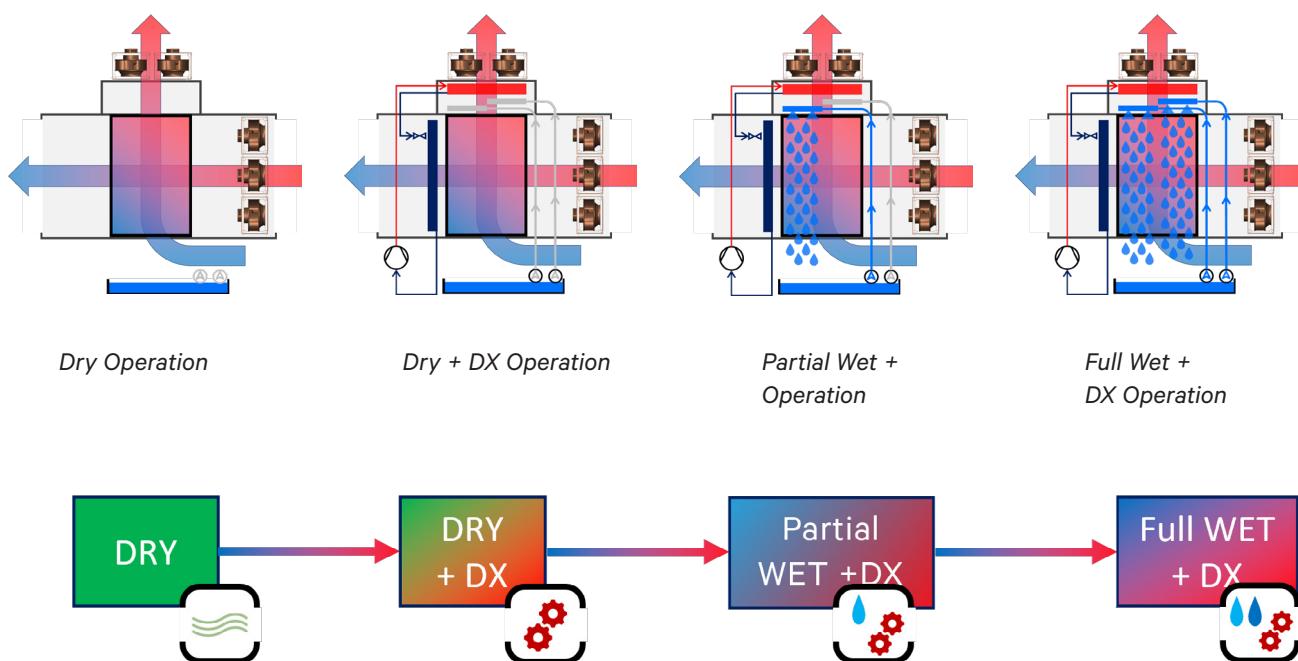 Dry Operation
Dry + DX Operation
Partial Wet +
Operation
Full Wet +
DX Operation
DRY
DRY
+ DX
Partial
WET +DX
Full WET
+ DX